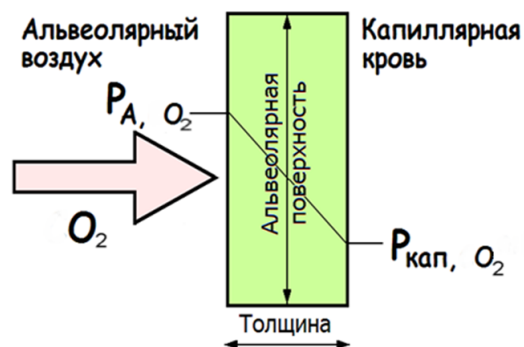 Альвеолярный
воздух
Капиллярная
кровь
PA, O2
Альвеолярная
поверхность
O2
Pкап, O2
Толщина